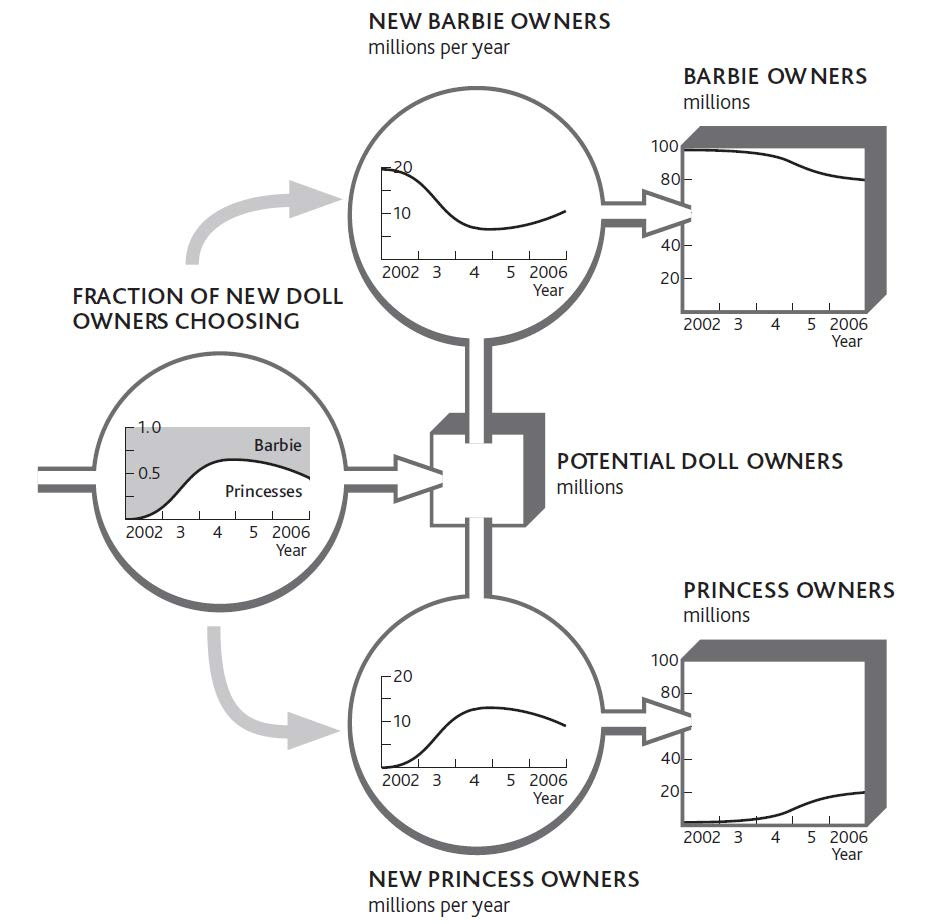 NEW BARBIE OWNERS
millions per year
20
10
2002 3 4 5 2006
Year
BARBIE OWNERS
millions
100
80
40
20
2002 3 4 5 2006
Year
FRACTION OF NEW DOLL
OWNERS CHOOSING
1.0
Barbie
0.5
Princesses
2002 3 4 5 2006
Year
POTENTIAL DOLL OWNERS
millions
20
10
2002 3 4 5 2006
Year
NEW PRINCESS OWNERS
millions per year
PRINCESS OWNERS
millions
100
80
40
20
2002 3 4 5 2006
Year